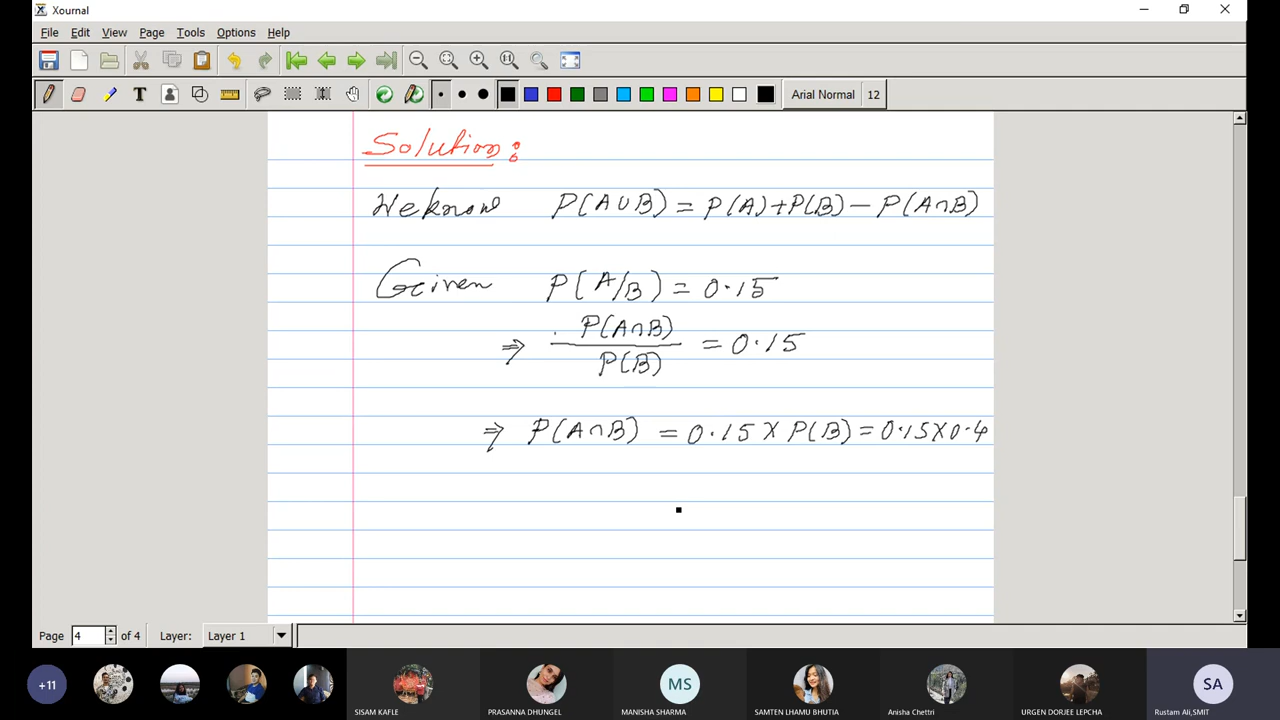 Xournal
File Edit View Page Tools Options Help
Arial Normal 12
Solution:
We know P(A∪B) = P(A)+P(B) − P(A∩B)
Given P(A/B) = 0.15
⇒ P(A∩B) / P(B) = 0.15
⇒ P(A∩B) = 0.15 × P(B) = 0.15×0.4
Page 4 of 4 Layer: Layer 1
+11 MS SA
SISAM KAFLE PRASANNA DHUNGEL MANISHA SHARMA SAMTEN LHAMU BHUTIA Anisha Chettri URGEN DORJEE LEPCHA Rustam Ali,SMIT